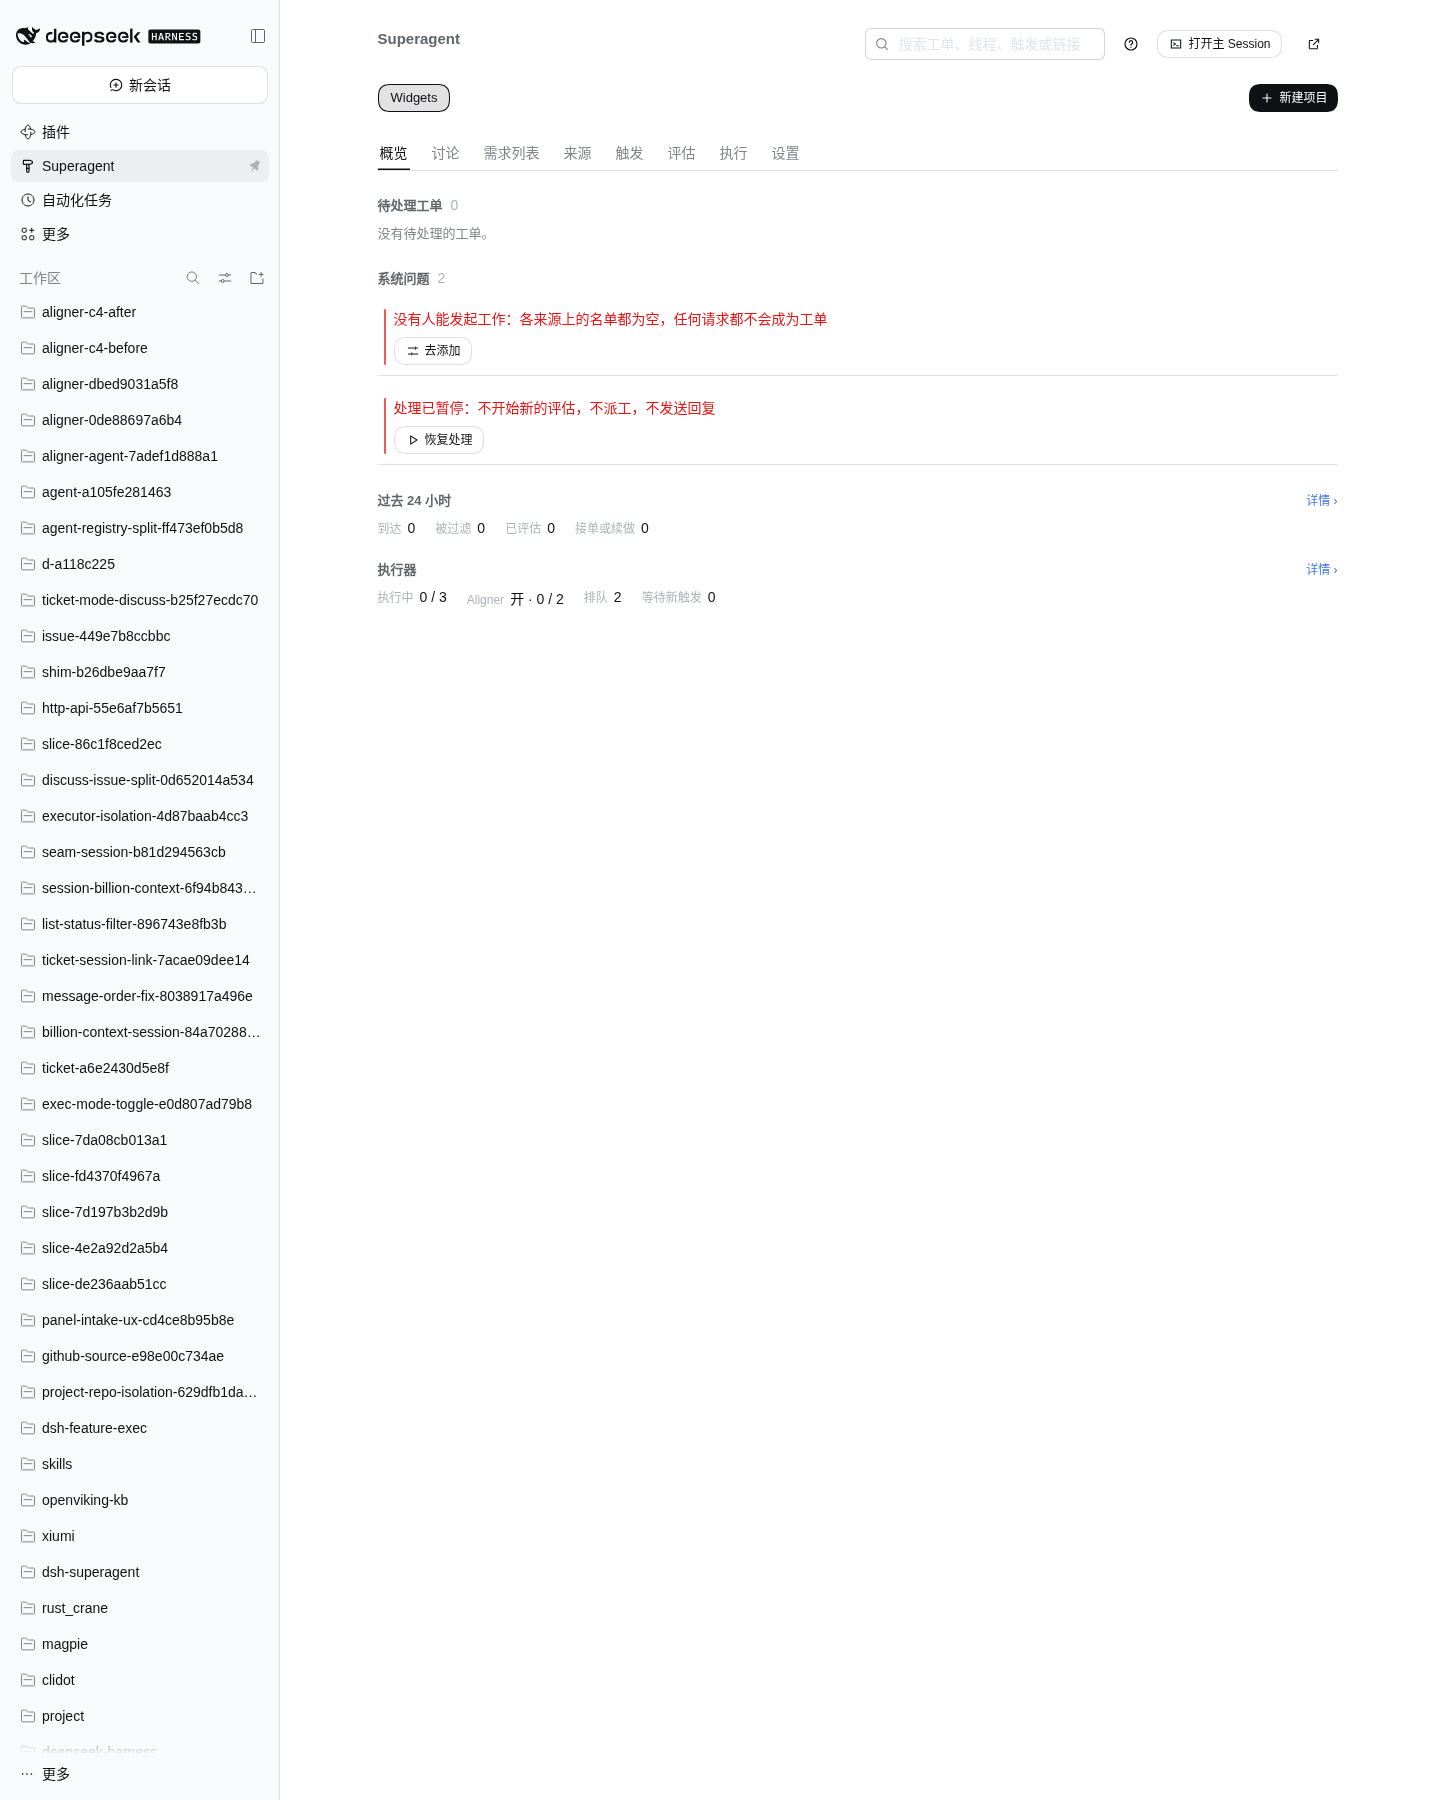 deepseek HARNESS
新会话
插件
Superagent
自动化任务
更多
工作区
aligner-c4-after
aligner-c4-before
aligner-dbed9031a5f8
aligner-0de88697a6b4
aligner-agent-7adef1d888a1
agent-a105fe281463
agent-registry-split-ff473ef0b5d8
d-a118c225
ticket-mode-discuss-b25f27ecdc70
issue-449e7b8ccbbc
shim-b26dbe9aa7f7
http-api-55e6af7b5651
slice-86c1f8ced2ec
discuss-issue-split-0d652014a534
executor-isolation-4d87baab4cc3
seam-session-b81d294563cb
session-billion-context-6f94b843…
list-status-filter-896743e8fb3b
ticket-session-link-7acae09dee14
message-order-fix-8038917a496e
billion-context-session-84a70288…
ticket-a6e2430d5e8f
exec-mode-toggle-e0d807ad79b8
slice-7da08cb013a1
slice-fd4370f4967a
slice-7d197b3b2d9b
slice-4e2a92d2a5b4
slice-de236aab51cc
panel-intake-ux-cd4ce8b95b8e
github-source-e98e00c734ae
project-repo-isolation-629dfb1da…
dsh-feature-exec
skills
openviking-kb
xiumi
dsh-superagent
rust_crane
magpie
clidot
project
deepseek-harness
更多
Superagent
搜索工单、线程、触发或链接
打开主 Session
Widgets
新建项目
概览 讨论 需求列表 来源 触发 评估 执行 设置
待处理工单 0
没有待处理的工单。
系统问题 2
没有人能发起工作：各来源上的名单都为空，任何请求都不会成为工单
去添加
处理已暂停：不开始新的评估，不派工，不发送回复
恢复处理
过去 24 小时 详情 ›
到达 0 被过滤 0 已评估 0 接单或续做 0
执行器 详情 ›
执行中 0 / 3 Aligner 开 · 0 / 2 排队 2 等待新触发 0